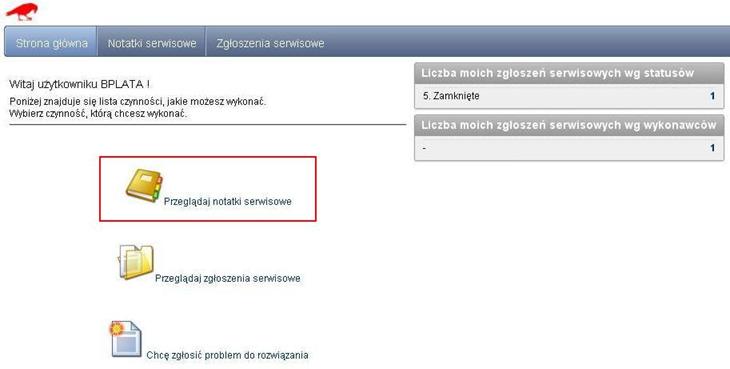 Strona główna
Notatki serwisowe
Zgłoszenia serwisowe
Witaj użytkowniku BPLATA !
Poniżej znajduje się lista czynności, jakie możesz wykonać.
Wybierz czynność, którą chcesz wykonać.
Przeglądaj notatki serwisowe
Przeglądaj zgłoszenia serwisowe
Chcę zgłosić problem do rozwiązania
Liczba moich zgłoszeń serwisowych wg statusów
5. Zamknięte 1
Liczba moich zgłoszeń serwisowych wg wykonawców
- 1